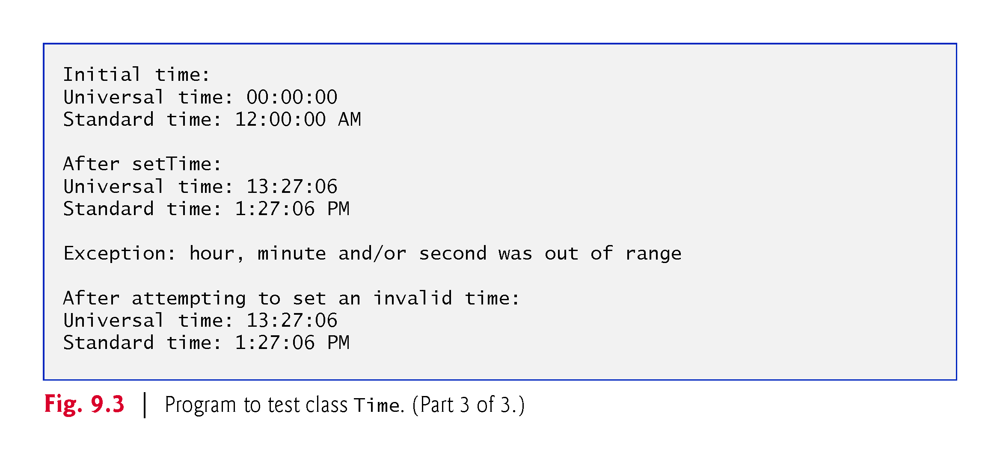 Initial time:
Universal time: 00:00:00
Standard time: 12:00:00 AM
After setTime:
Universal time: 13:27:06
Standard time: 1:27:06 PM
Exception: hour, minute and/or second was out of range
After attempting to set an invalid time:
Universal time: 13:27:06
Standard time: 1:27:06 PM
Fig. 9.3 | Program to test class Time. (Part 3 of 3.)